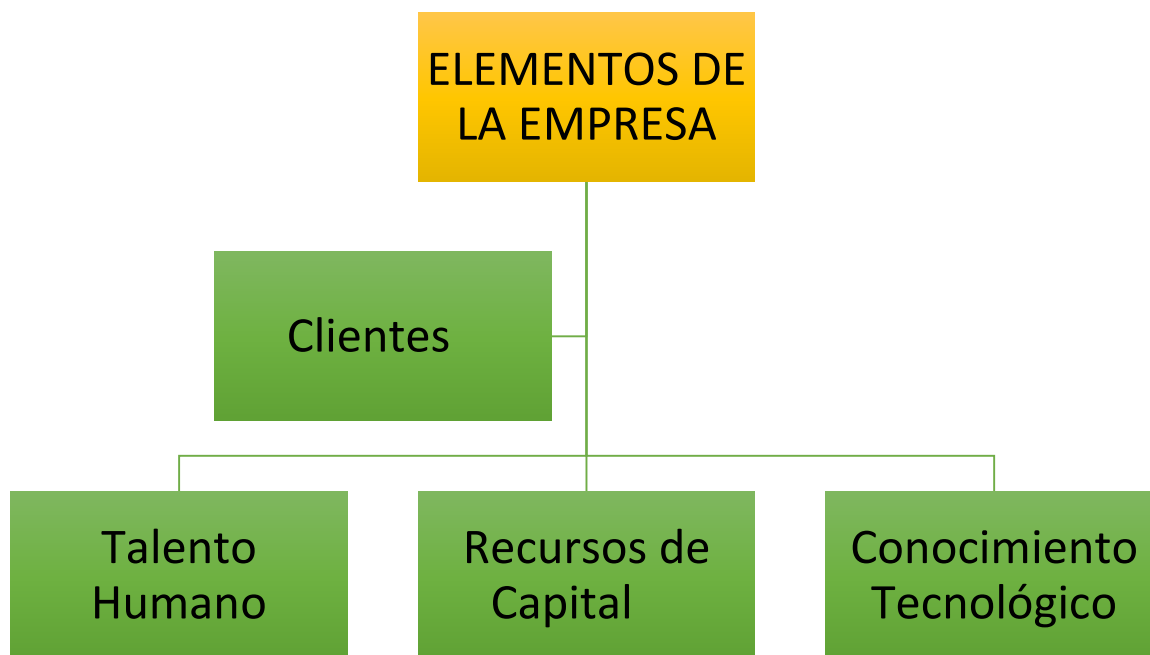 ELEMENTOS DE
LA EMPRESA
Clientes
Talento
Humano
Recursos de
Capital
Conocimiento
Tecnológico